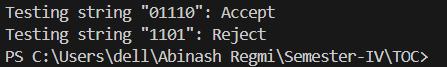 Testing string "01110": Accept
Testing string "1101": Reject
PS C:\Users\dell\Abinash Regmi\Semester-IV\TOC>